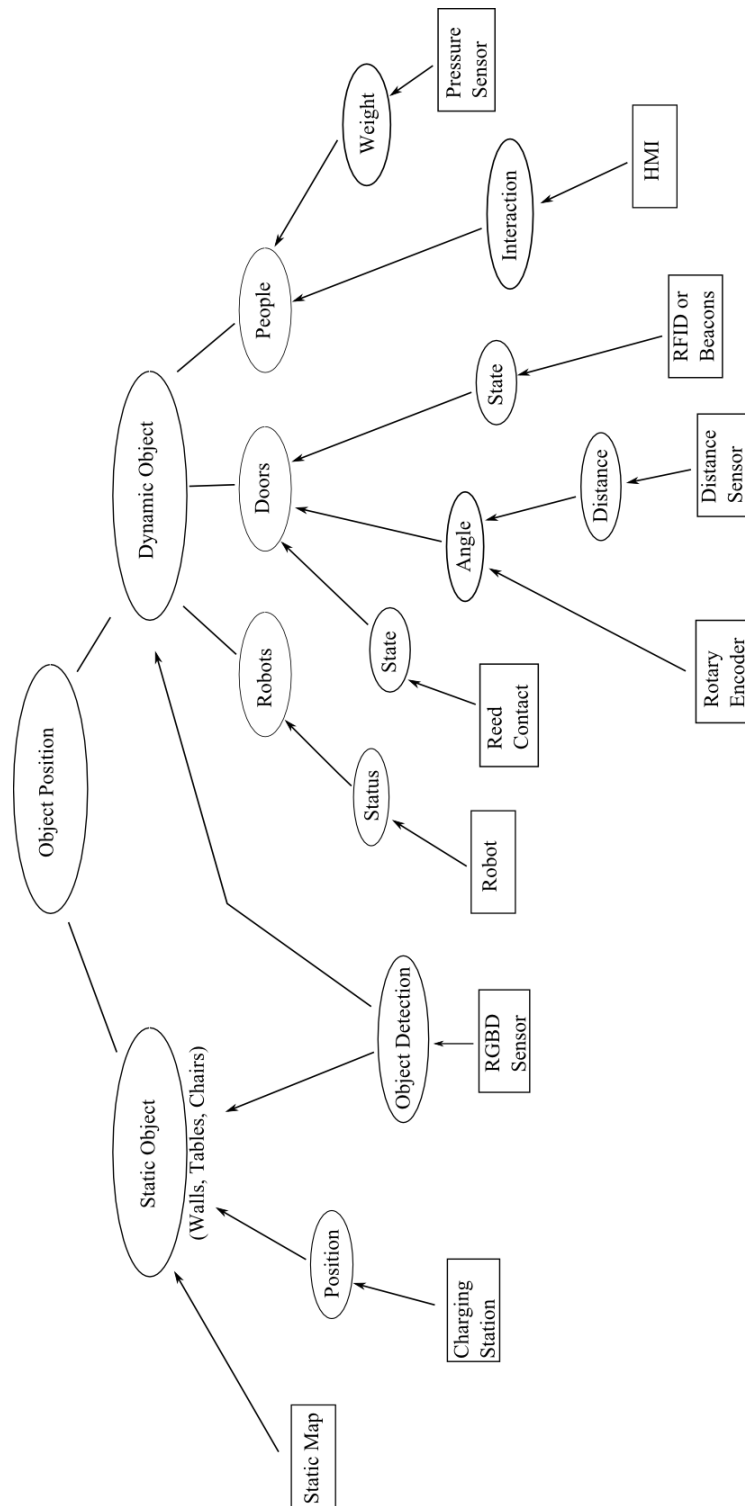 Object Position
Static Object
(Walls, Tables, Chairs)
Dynamic Object
Robots
Doors
People
Position
Object Detection
Status
State
Angle
State
Interaction
Weight
Distance
Static Map
Charging
Station
RGBD
Sensor
Robot
Reed
Contact
Rotary
Encoder
Distance
Sensor
RFID or
Beacons
HMI
Pressure
Sensor